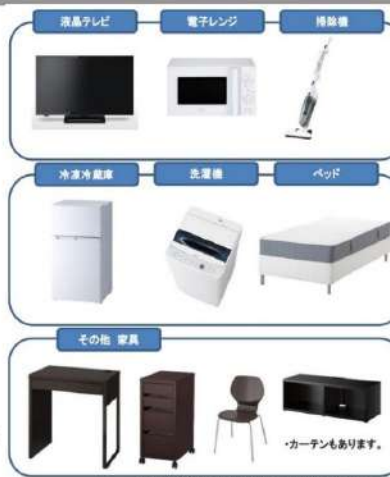 液晶テレビ
電子レンジ
掃除機
冷凍冷蔵庫
洗濯機
ベッド
その他 家具
・カーテンもあります。